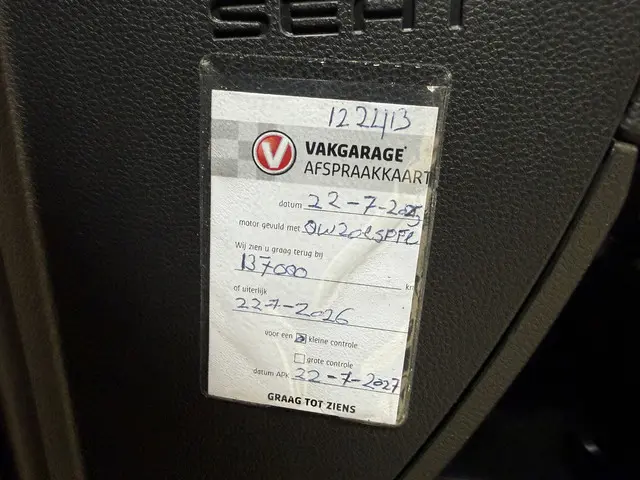 SEAT
122413
V VAKGARAGE
AFSPRAAKKAART
datum 22-7-2025
motor gevuld met
Wij zien u graag terug bij
137000 km
of uiterlijk
22-7-2026
voor een kleine controle
grote controle
datum APK 22-7-2027
GRAAG TOT ZIENS